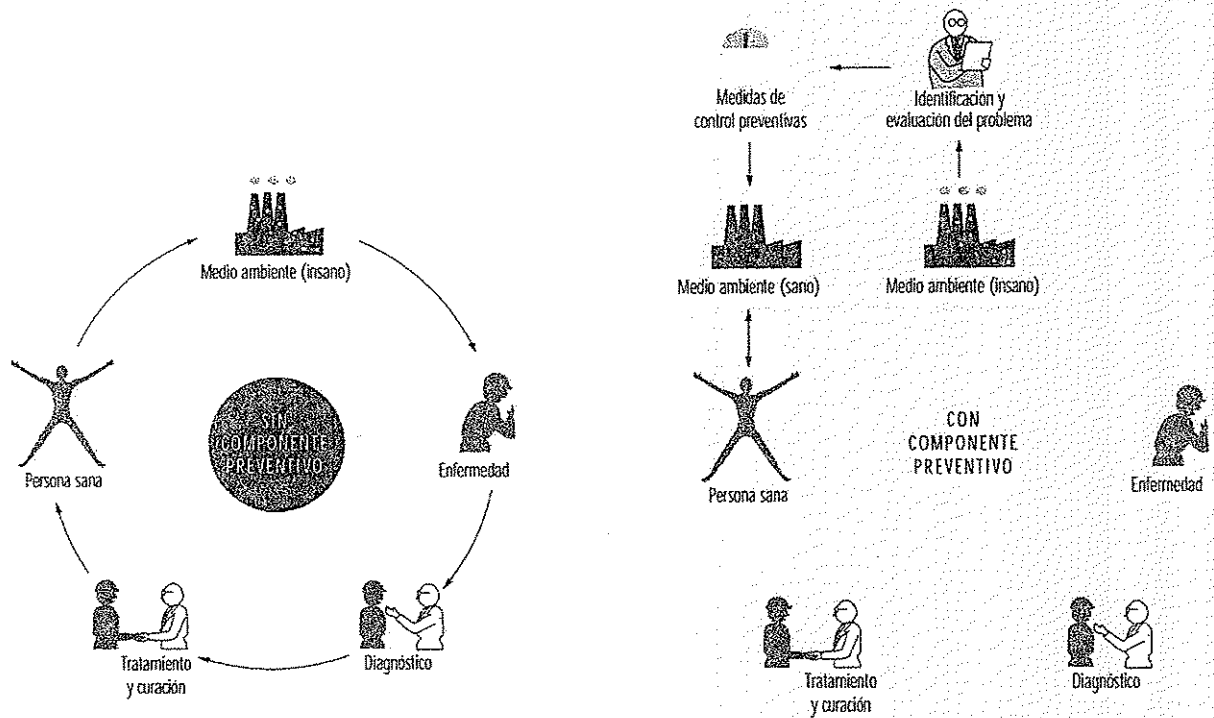 Medio ambiente (insano)
Persona sana
SIN
COMPONENTE
PREVENTIVO
Enfermedad
Tratamiento
y curación
Diagnóstico
Medidas de
control preventivas
Identificación y
evaluación del problema
Medio ambiente (sano)
Medio ambiente (insano)
Persona sana
CON
COMPONENTE
PREVENTIVO
Enfermedad
Tratamiento
y curación
Diagnóstico